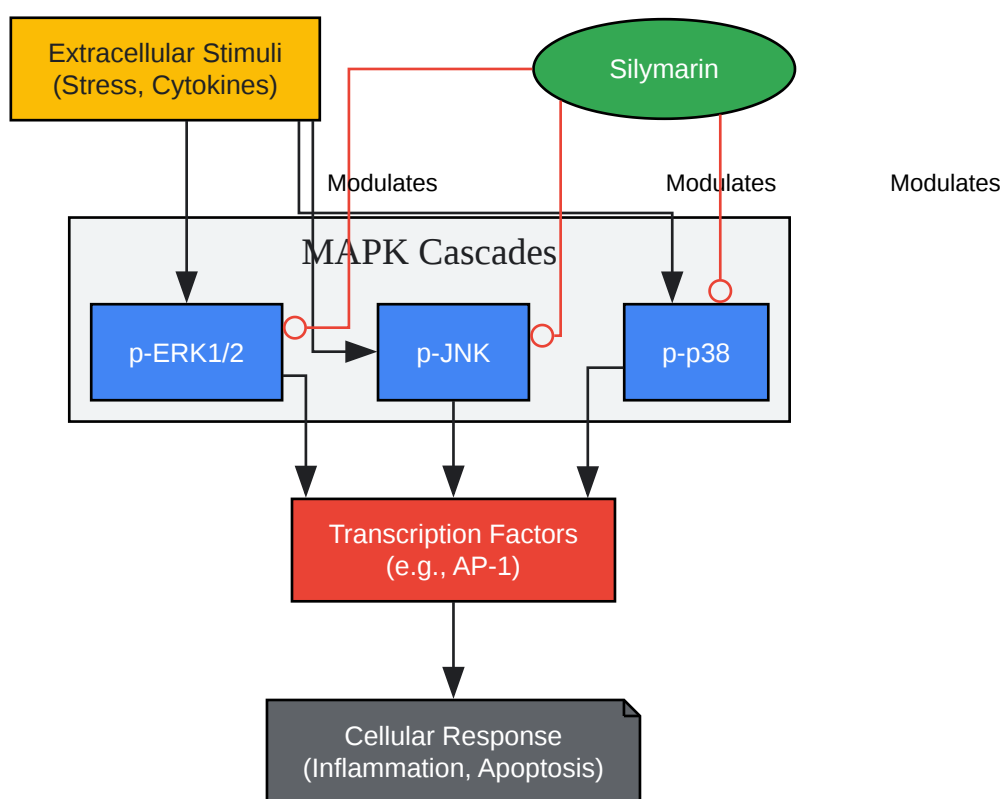 Extracellular Stimuli
(Stress, Cytokines)
Silymarin
Modulates
Modulates
Modulates
MAPK Cascades
p-ERK1/2
p-JNK
p-p38
Transcription Factors
(e.g., AP-1)
Cellular Response
(Inflammation, Apoptosis)